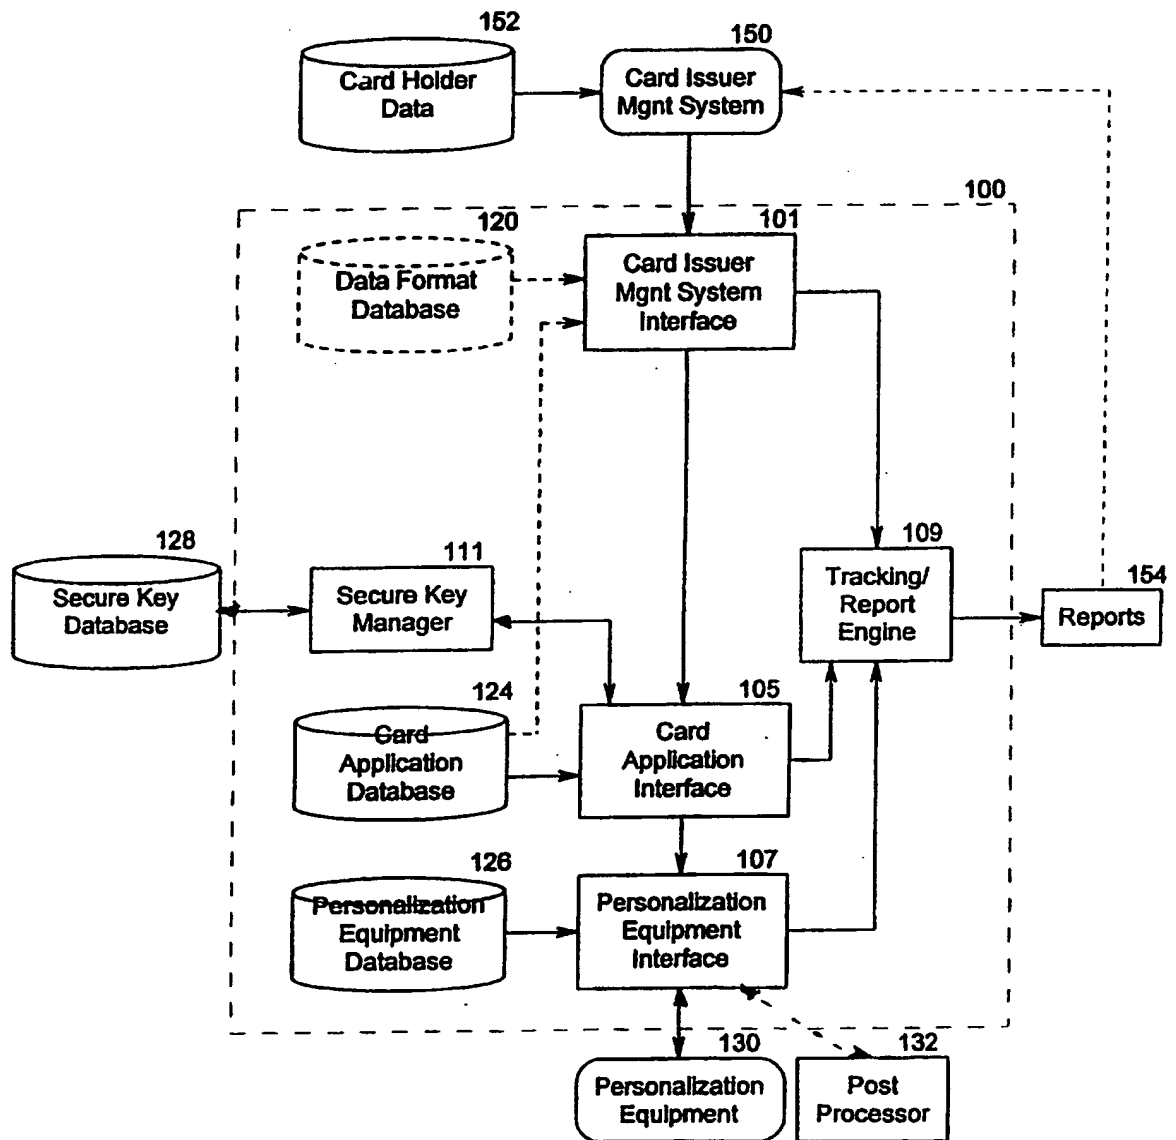 152
Card Holder
Data
150
Card Issuer
Mgnt System
100
120
Data Format
Database
101
Card Issuer
Mgnt System
Interface
128
Secure Key
Database
111
Secure Key
Manager
109
Tracking/
Report
Engine
154
Reports
124
Card
Application
Database
105
Card
Application
Interface
126
Personalization
Equipment
Database
107
Personalization
Equipment
Interface
130
Personalization
Equipment
132
Post
Processor